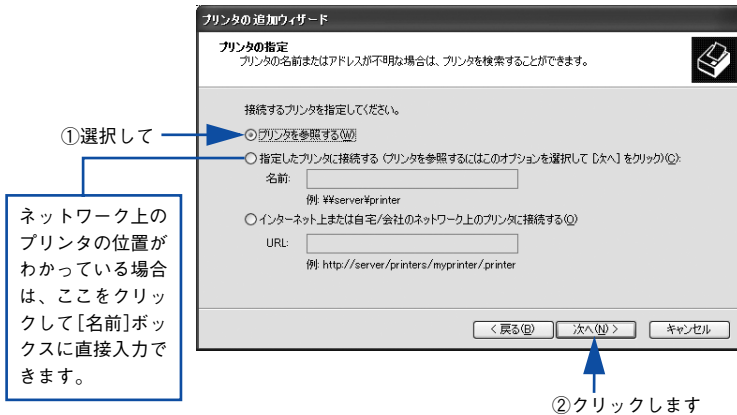 プリンタの追加ウィザード
プリンタの指定
プリンタの名前またはアドレスが不明な場合は、プリンタを検索することができます。
接続するプリンタを指定してください。
①選択して
プリンタを参照する(W)
指定したプリンタに接続する (プリンタを参照するにはこのオプションを選択して [次へ] をクリック)(C):
名前:
例: ¥¥server¥printer
インターネット上または自宅/会社のネットワーク上のプリンタに接続する(O)
URL:
例: http://server/printers/myprinter/.printer
ネットワーク上の
プリンタの位置が
わかっている場合
は、ここをクリッ
クして[名前]ボッ
クスに直接入力で
きます。
< 戻る(B) 次へ(N) > キャンセル
②クリックします